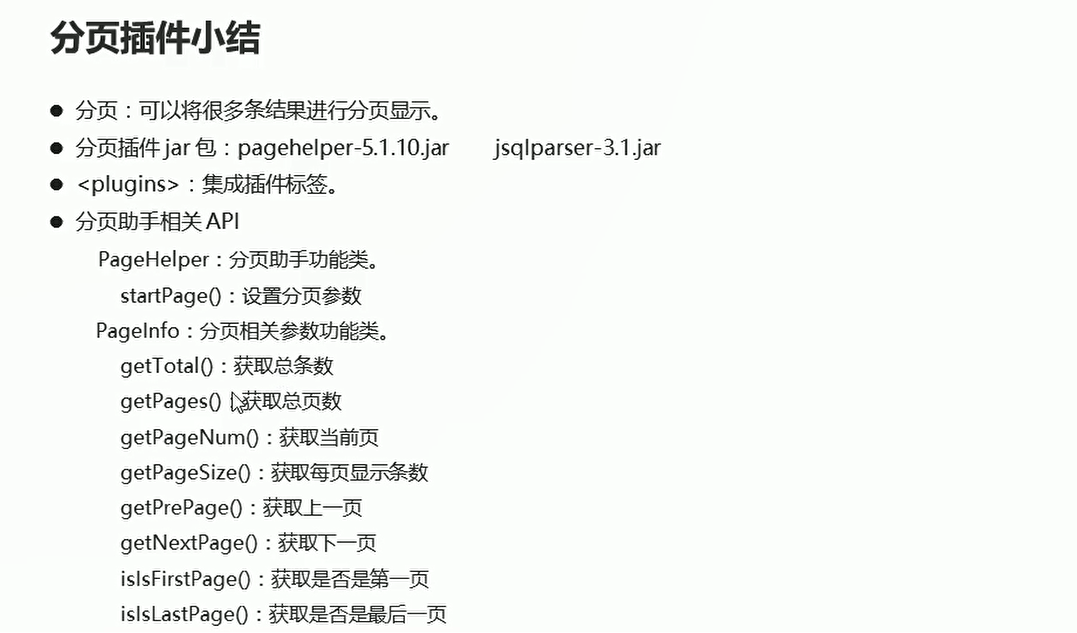 分页插件小结
● 分页：可以将很多条结果进行分页显示。
● 分页插件 jar 包：pagehelper-5.1.10.jar jsqlparser-3.1.jar
● <plugins>：集成插件标签。
● 分页助手相关 API
PageHelper：分页助手功能类。
startPage()：设置分页参数
PageInfo：分页相关参数功能类。
getTotal()：获取总条数
getPages() 获取总页数
getPageNum()：获取当前页
getPageSize()：获取每页显示条数
getPrePage()：获取上一页
getNextPage()：获取下一页
isIsFirstPage()：获取是否是第一页
isIsLastPage()：获取是否是最后一页